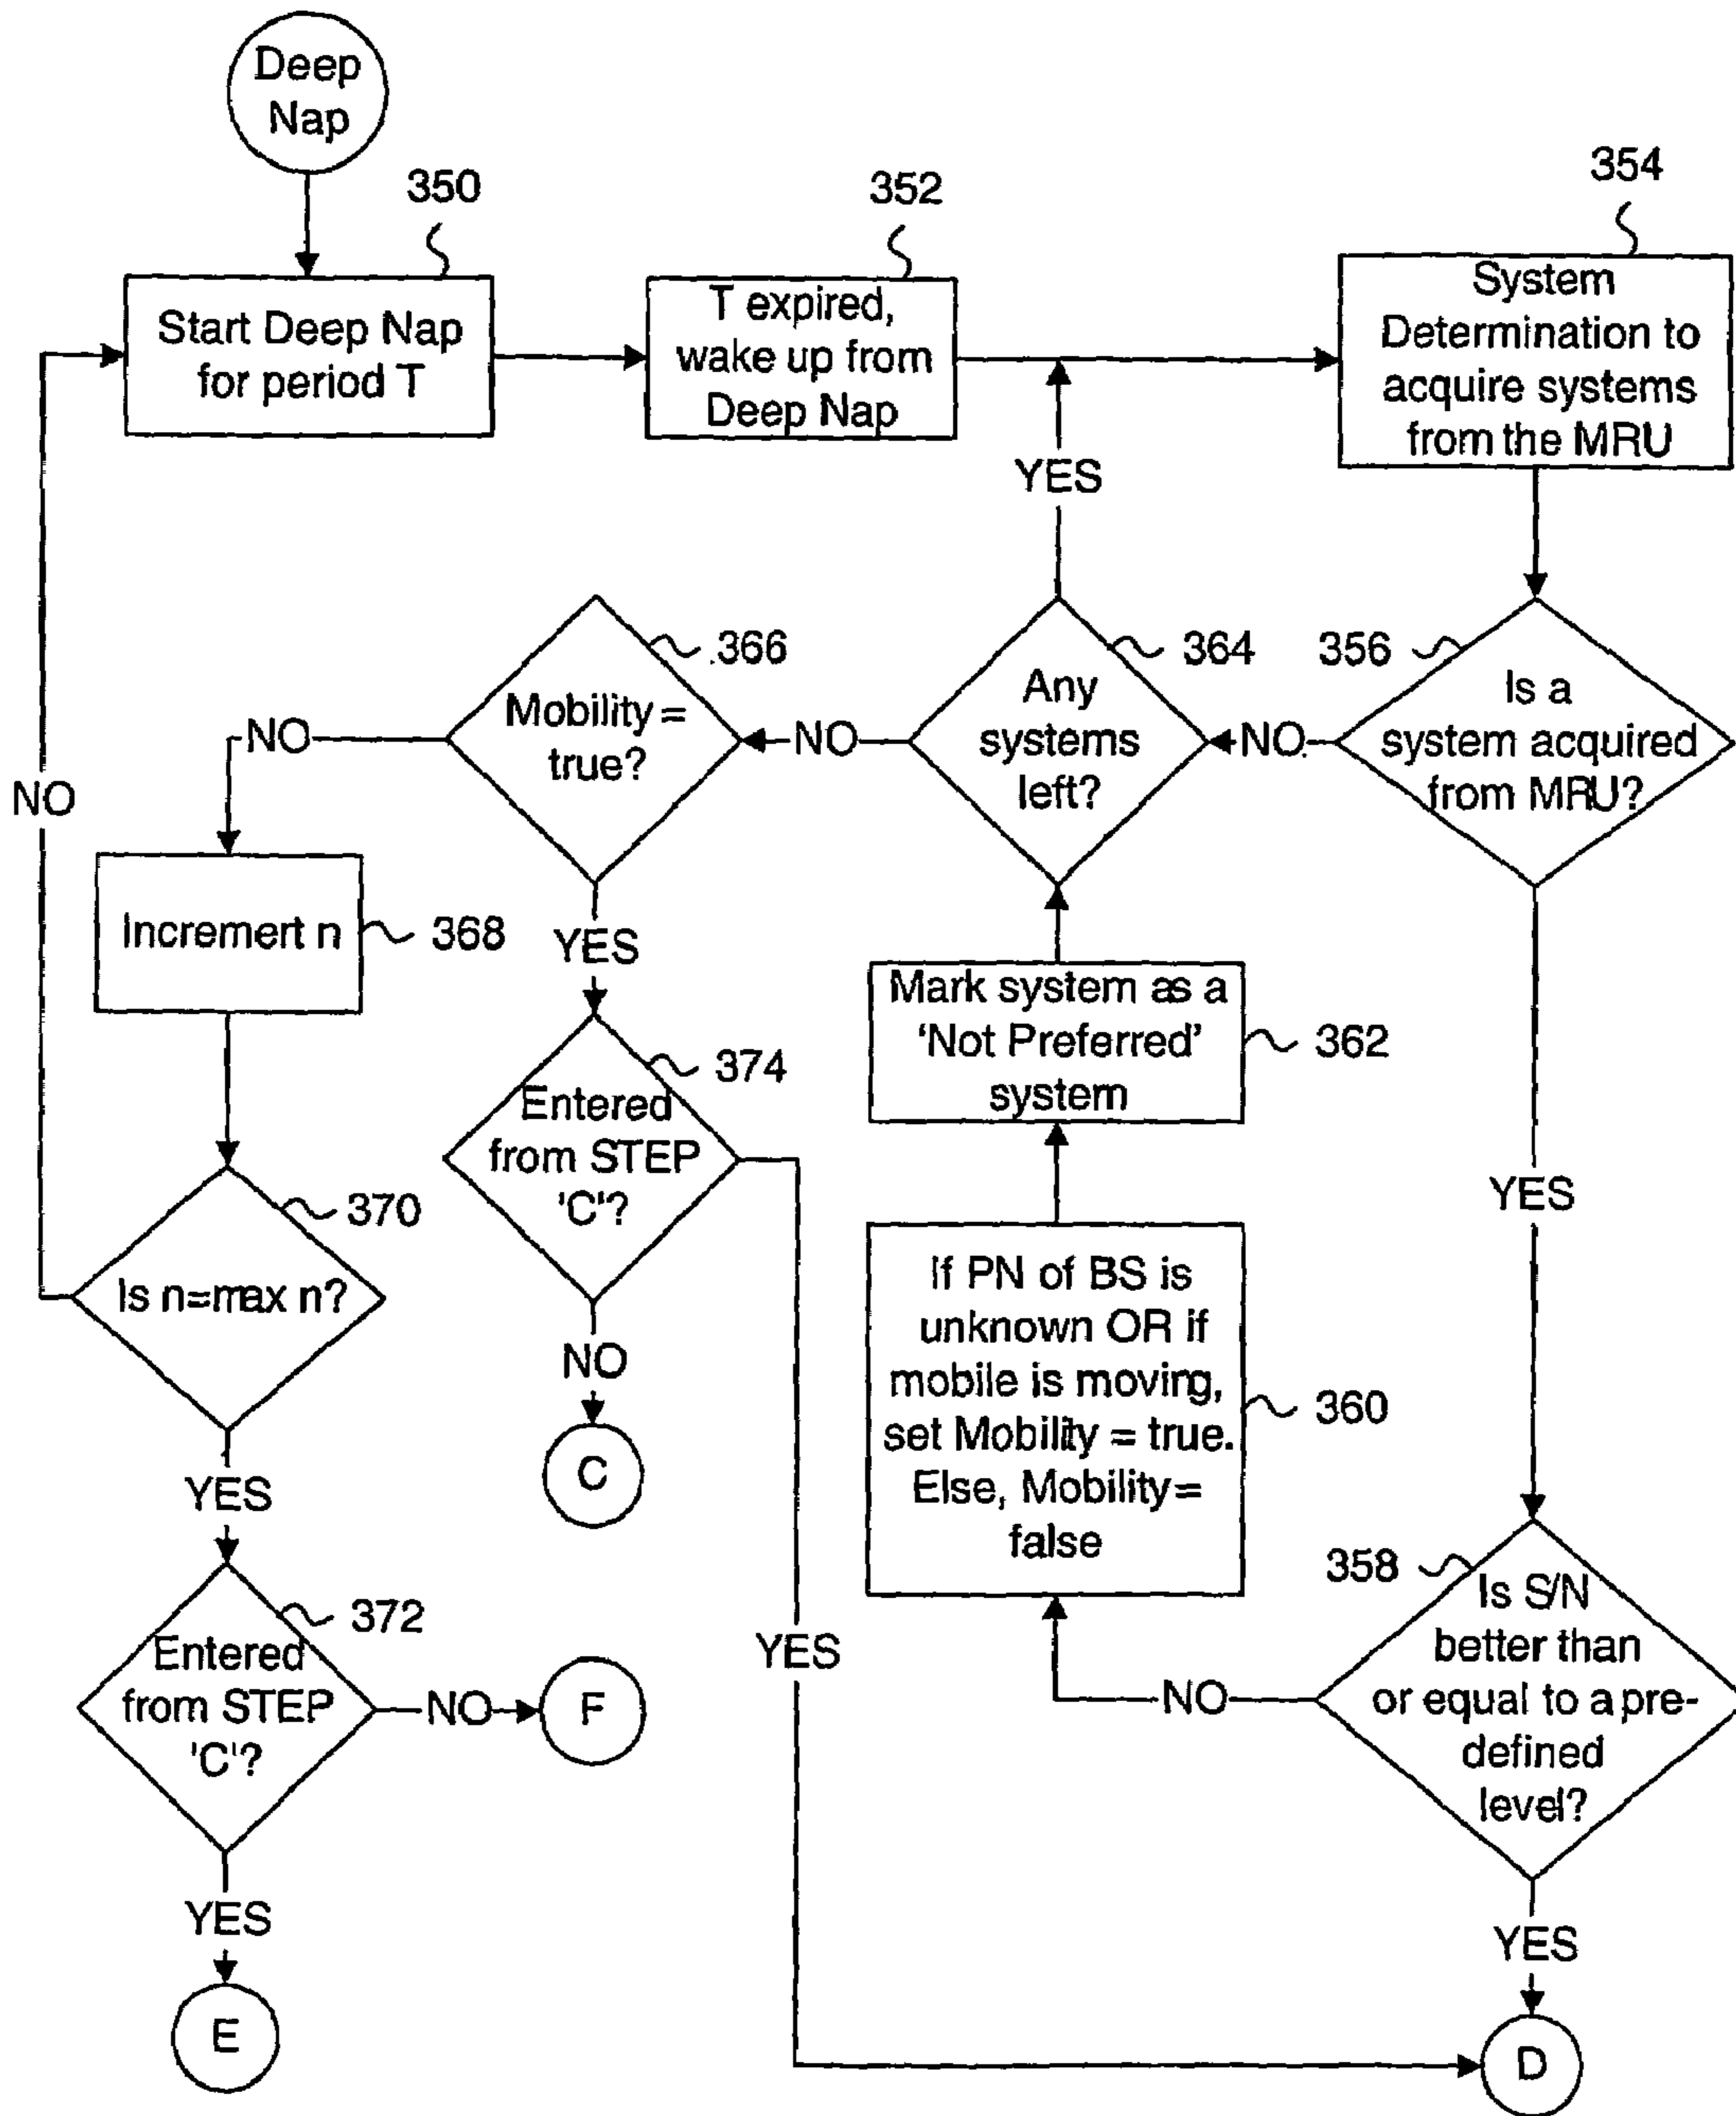 Deep
Nap
350
Start Deep Nap
for period T
352
T expired,
wake up from
Deep Nap
354
System
Determination to
acquire systems
from the MRU
356
Is a
system acquired
from MRU?
NO
YES
364
Any
systems
left?
YES
NO
366
Mobility =
true?
NO
YES
Incremert n
368
370
Is n=max n?
NO
YES
372
Entered
from STEP
'C'?
NO
F
YES
E
374
Entered
from STEP
'C'?
NO
C
YES
Mark system as a
‘Not Preferred’
system
362
If PN of BS is
unknown OR if
mobile is moving,
set Mobility = true.
Else, Mobility =
false
360
358
Is S/N
better than
or equal to a pre-
defined
level?
NO
YES
D